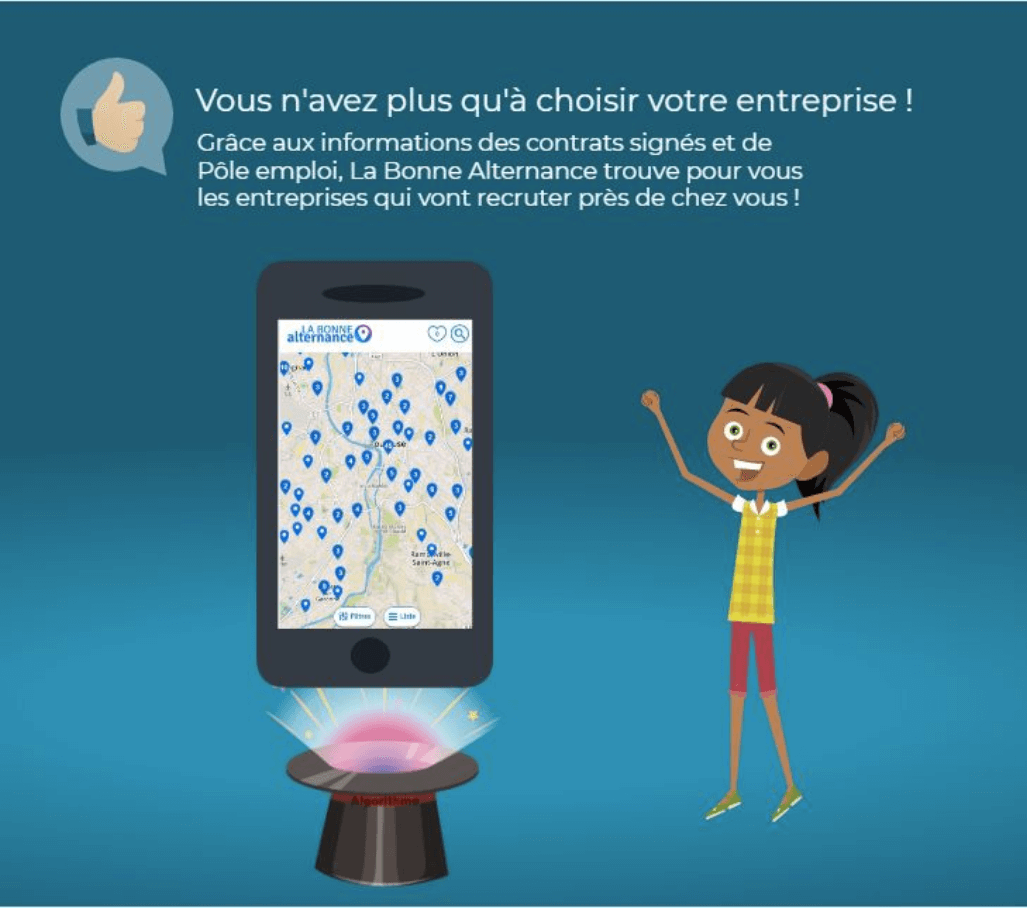 Vous n'avez plus qu'à choisir votre entreprise !
Grâce aux informations des contrats signés et de
Pôle emploi, La Bonne Alternance trouve pour vous
les entreprises qui vont recruter près de chez vous !
LA BONNE
alternance
0
Toulouse
Ramonville-
Saint-Agne
Filtres
Liste
Algorithme